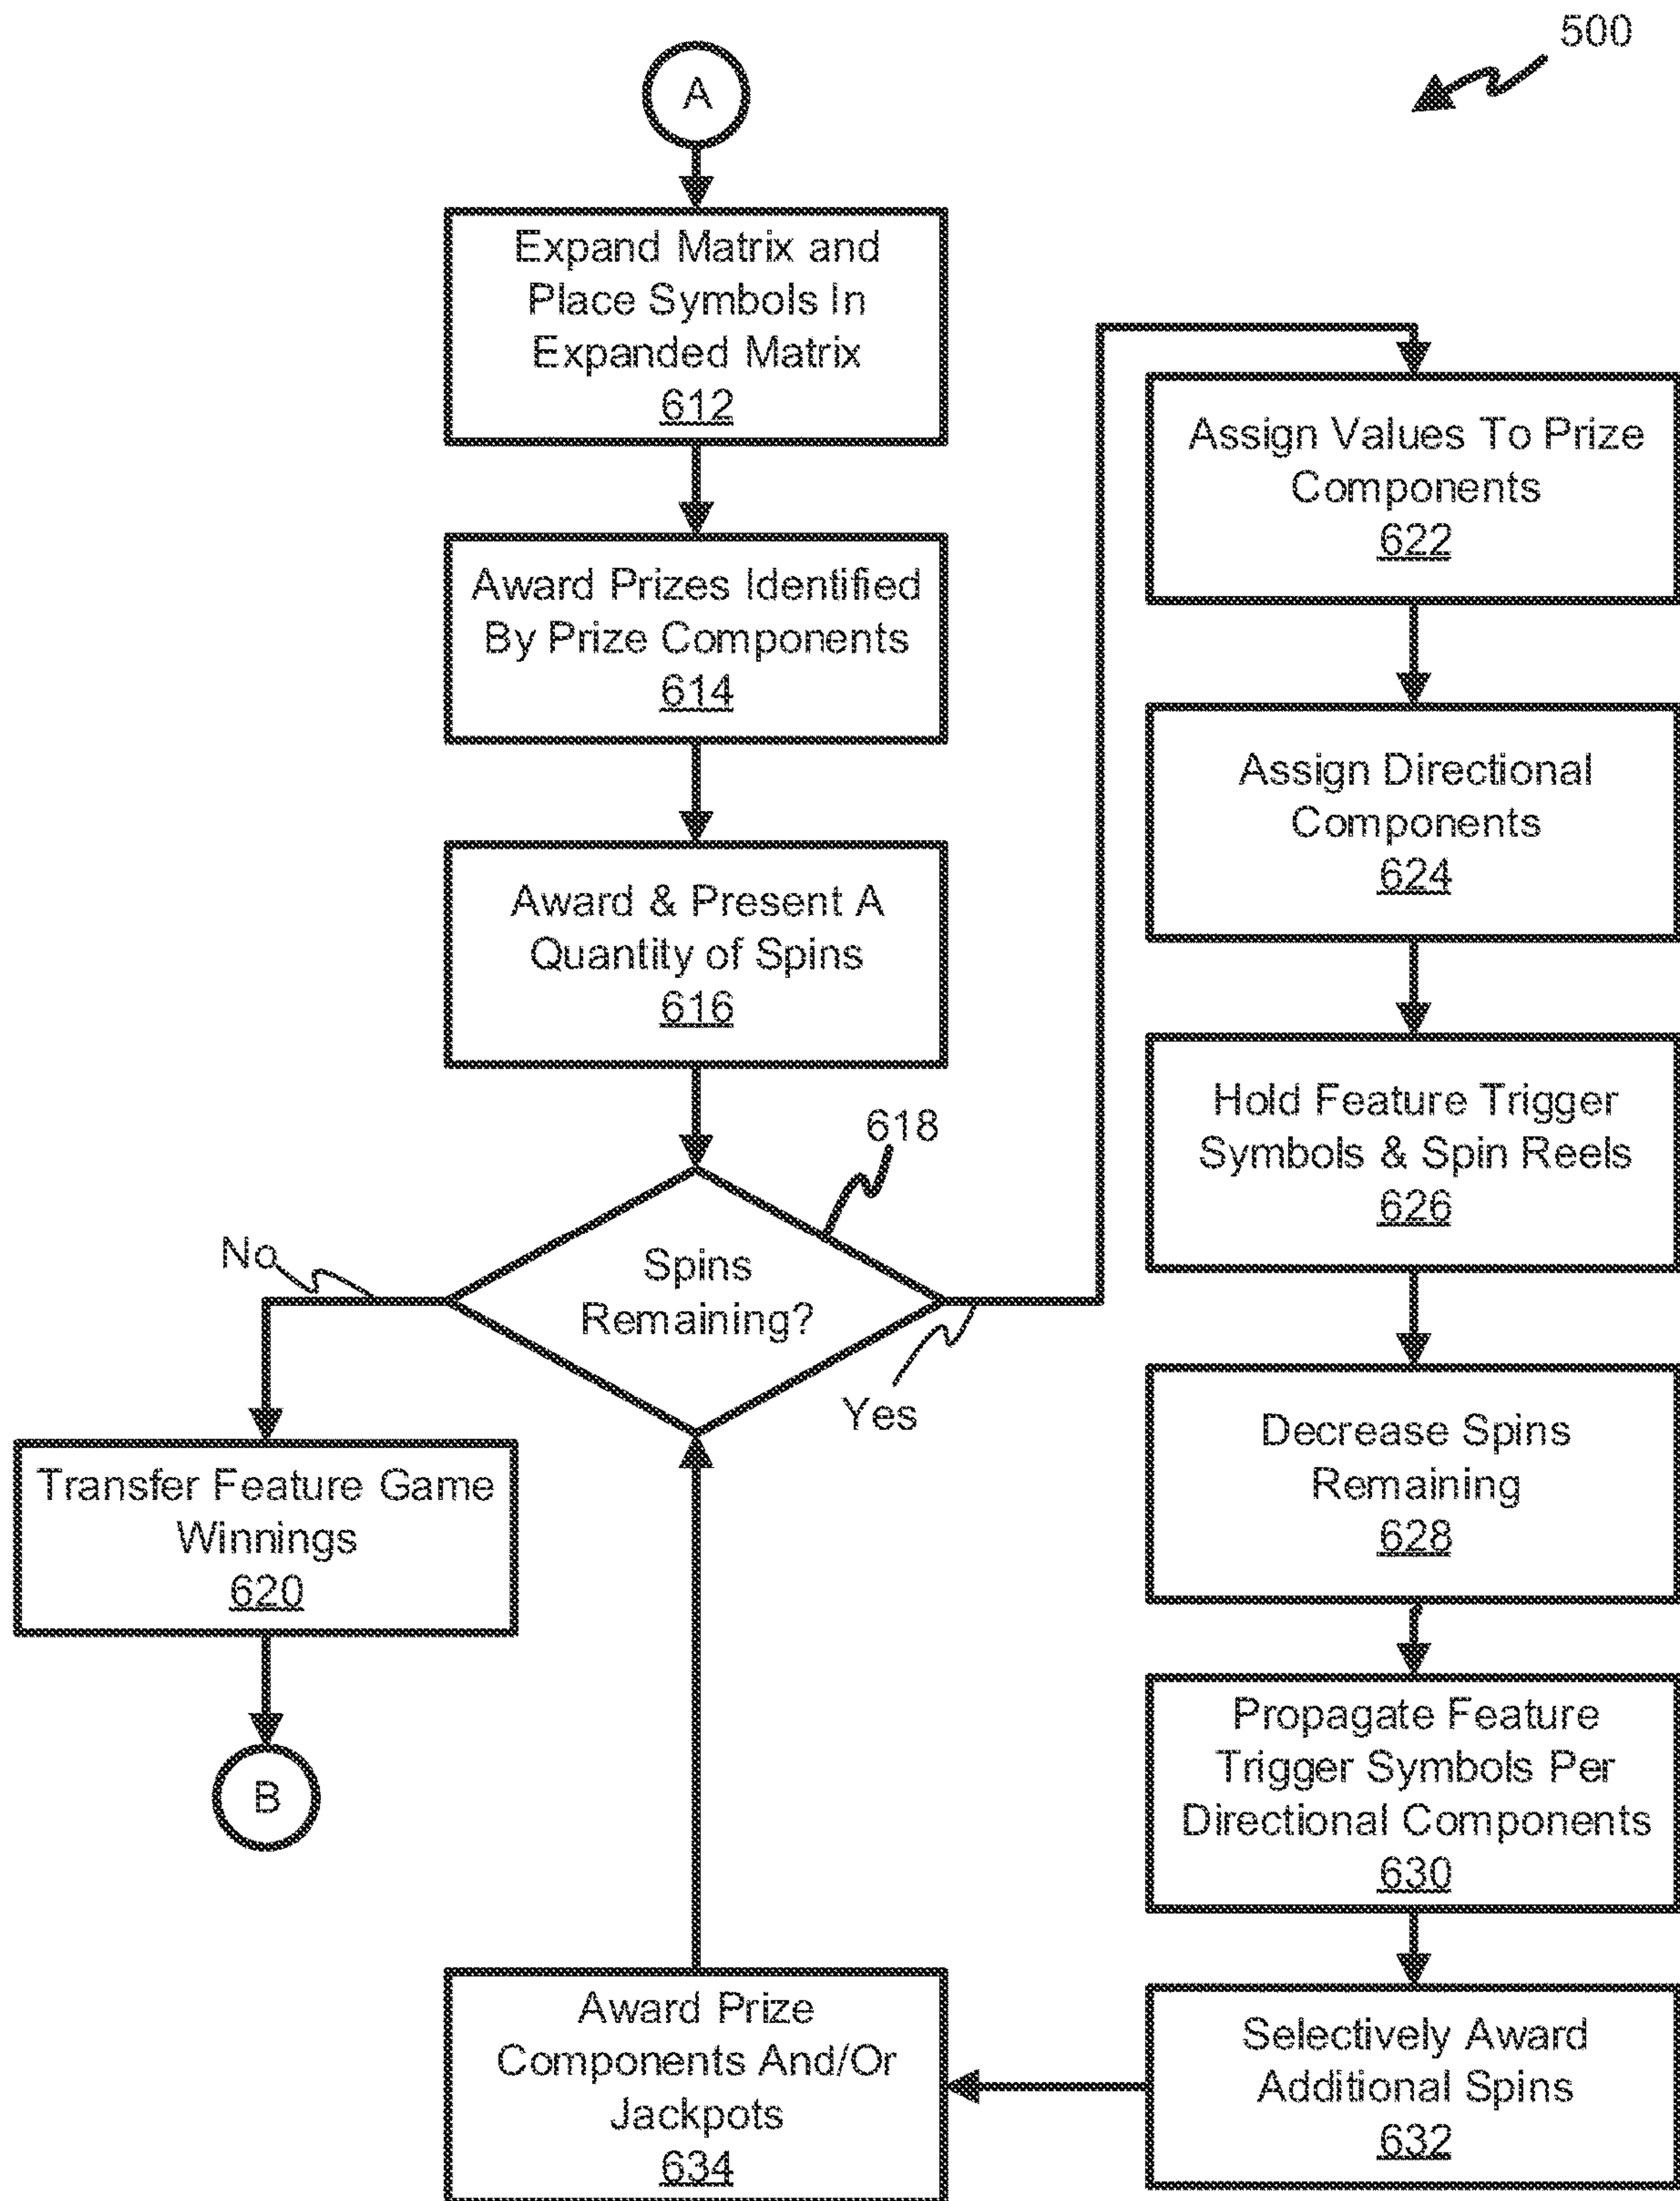 500
A
Expand Matrix and
Place Symbols In
Expanded Matrix
612
Award Prizes Identified
By Prize Components
614
Award & Present A
Quantity of Spins
616
618
Spins
Remaining?
No
Yes
Transfer Feature Game
Winnings
620
B
Assign Values To Prize
Components
622
Assign Directional
Components
624
Hold Feature Trigger
Symbols & Spin Reels
626
Decrease Spins
Remaining
628
Propagate Feature
Trigger Symbols Per
Directional Components
630
Selectively Award
Additional Spins
632
Award Prize
Components And/Or
Jackpots
634